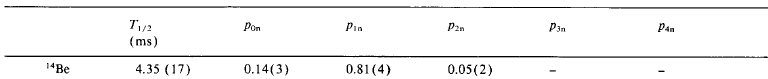 T1/2 (ms) p0n p1n p2n p3n p4n
14Be 4.35 (17) 0.14(3) 0.81(4) 0.05(2) – –